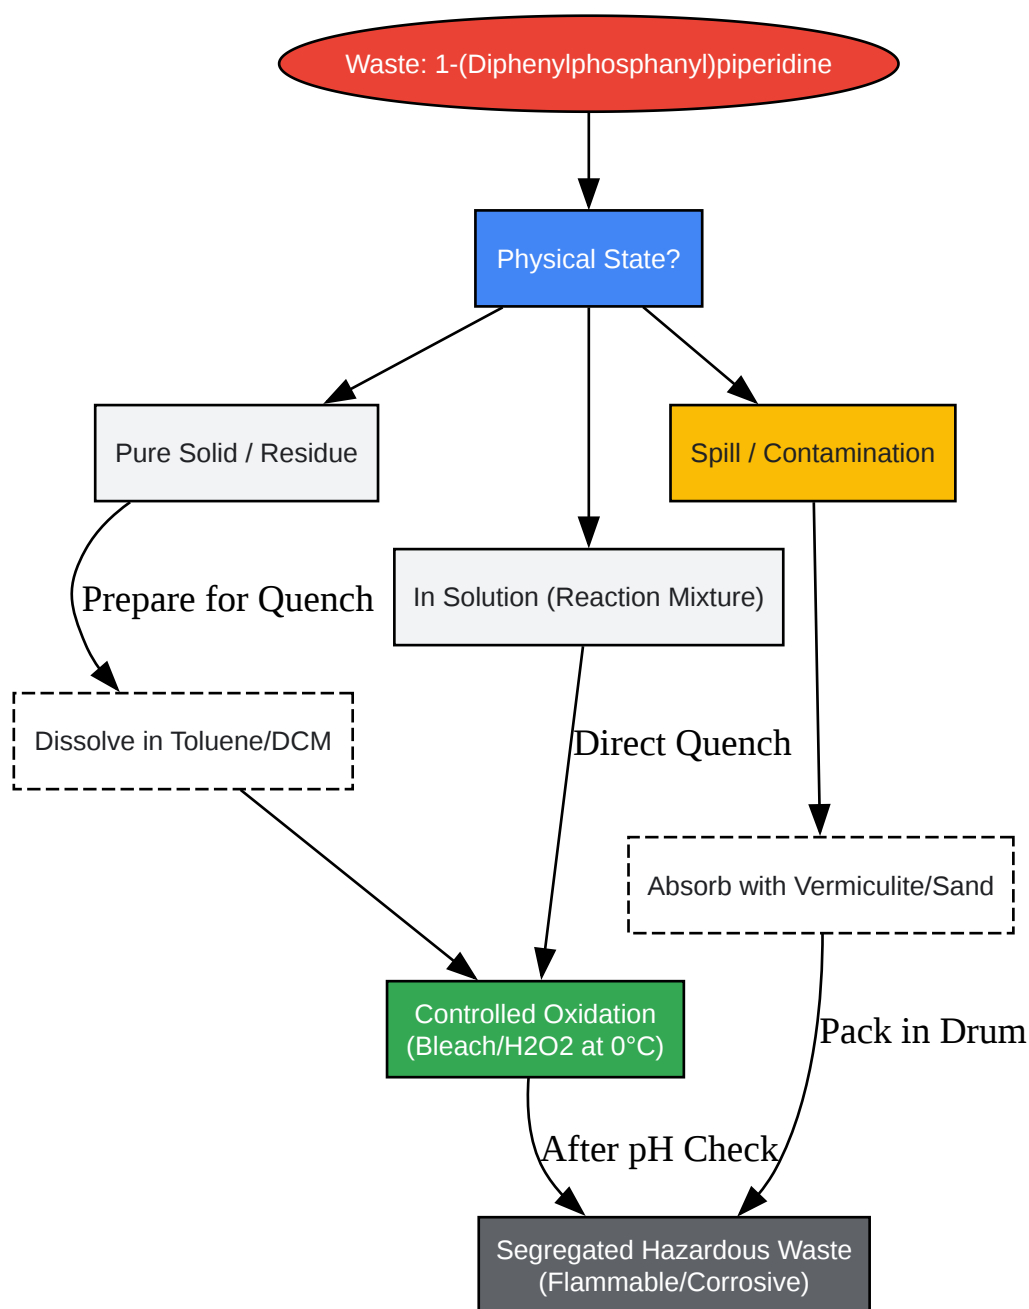 Waste: 1-(Diphenylphosphanyl)piperidine
Physical State?
Pure Solid / Residue
Spill / Contamination
Prepare for Quench
In Solution (Reaction Mixture)
Dissolve in Toluene/DCM
Direct Quench
Absorb with Vermiculite/Sand
Controlled Oxidation
(Bleach/H2O2 at 0°C)
Pack in Drum
After pH Check
Segregated Hazardous Waste
(Flammable/Corrosive)